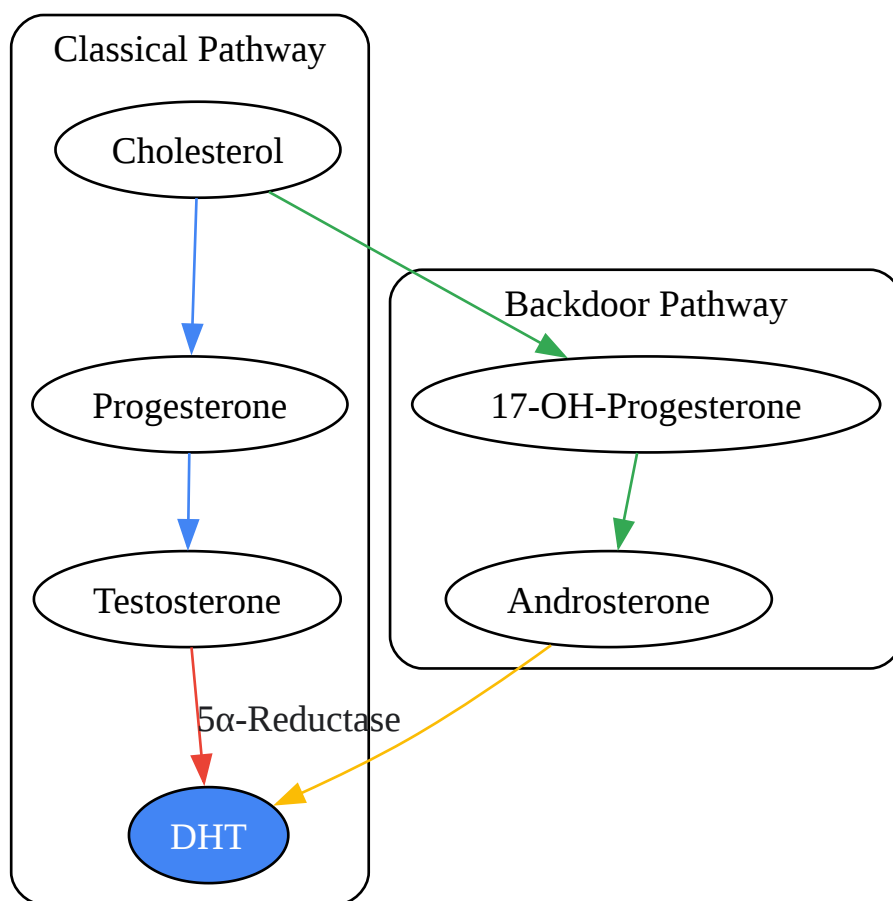 Classical Pathway
Cholesterol
Backdoor Pathway
Progesterone
17-OH-Progesterone
Testosterone
Androsterone
5α-Reductase
DHT